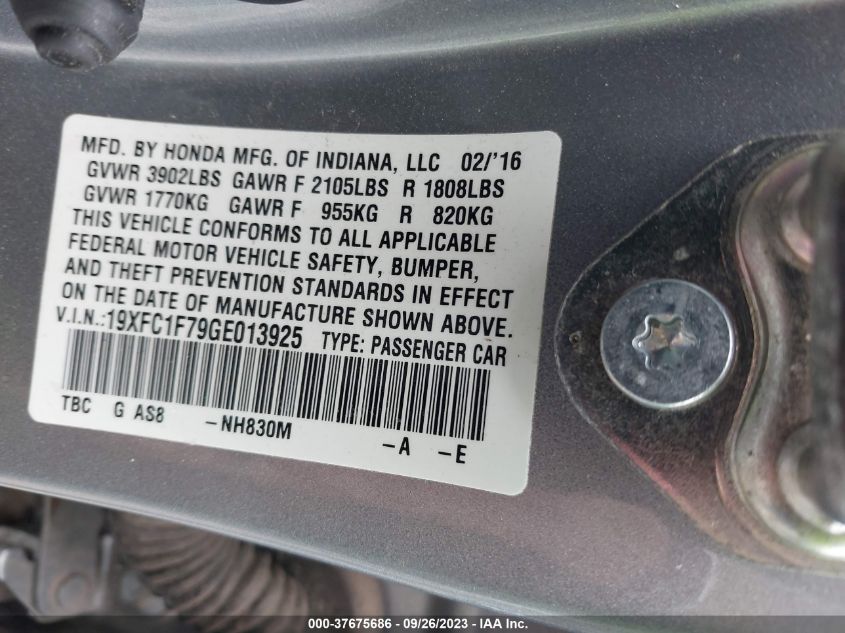 MFD. BY HONDA MFG. OF INDIANA, LLC 02/'16
GVWR 3902LBS GAWR F 2105LBS R 1808LBS
GVWR 1770KG GAWR F 955KG R 820KG
THIS VEHICLE CONFORMS TO ALL APPLICABLE
FEDERAL MOTOR VEHICLE SAFETY, BUMPER,
AND THEFT PREVENTION STANDARDS IN EFFECT
ON THE DATE OF MANUFACTURE SHOWN ABOVE.
V.I.N.:19XFC1F79GE013925 TYPE: PASSENGER CAR
TBC G AS8 -NH830M -A -E
000-37675686 - 09/26/2023 - IAA Inc.